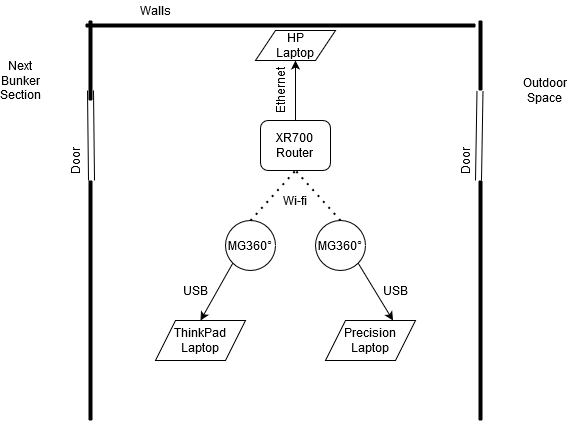 Walls
HP
Laptop
Next
Bunker
Section
Outdoor
Space
Ethernet
XR700
Router
Door
Door
Wi-fi
MG360°
MG360°
USB
USB
ThinkPad
Laptop
Precision
Laptop